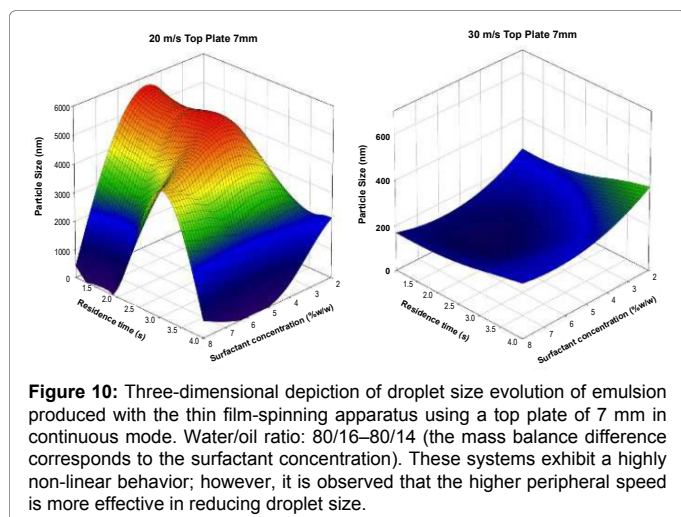 20 m/s Top Plate 7mm
6000
5000
4000
3000
2000
1000
0
Particle Size (nm)
1.5
2.0
2.5
3.0
3.5
4.0
Residence time (s)
8
7
6
5
4
3
2
Surfactant concentration (%w/w)
30 m/s Top Plate 7mm
600
400
200
0
Particle Size (nm)
1.5
2.0
2.5
3.0
3.5
4.0
Residence time (s)
8
7
6
5
4
3
2
Surfactant concentration (%w/w)
Figure 10: Three-dimensional depiction of droplet size evolution of emulsion
produced with the thin film-spinning apparatus using a top plate of 7 mm in
continuous mode. Water/oil ratio: 80/16–80/14 (the mass balance difference
corresponds to the surfactant concentration). These systems exhibit a highly
non-linear behavior; however, it is observed that the higher peripheral speed
is more effective in reducing droplet size.